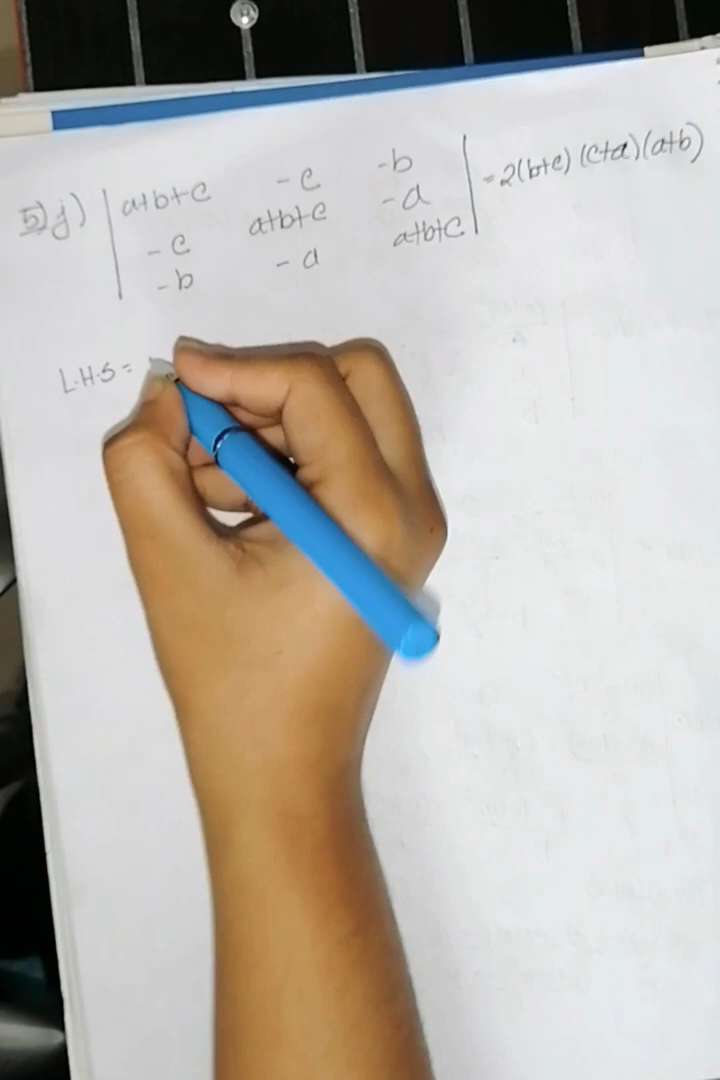 5)j) | a+b+c -c -b | = 2(b+c) (c+a) (a+b)
-c a+b+c -a
-b -a a+b+c
L.H.S =